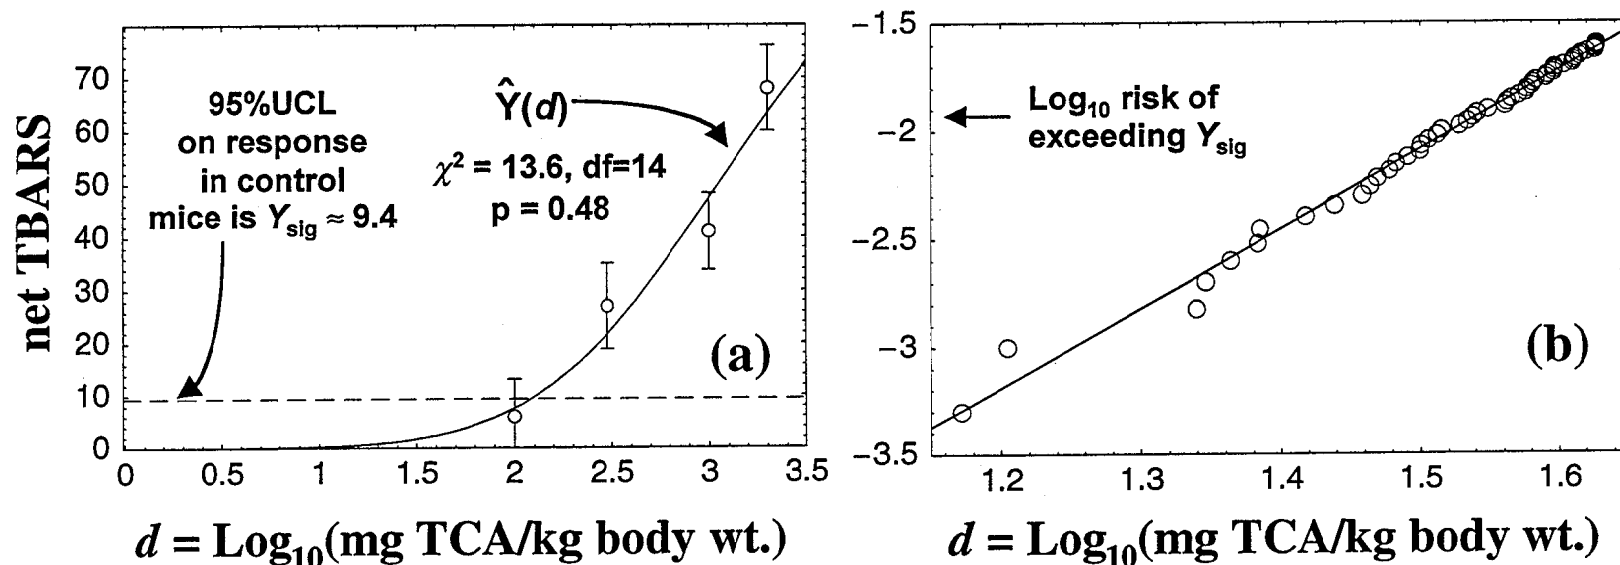 net TBARS
70
60
50
40
30
20
10
0
95%UCL
on response
in control
mice is Ysig ≈ 9.4
Ŷ(d)
χ² = 13.6, df=14
p = 0.48
(a)
0 0.5 1 1.5 2 2.5 3 3.5
d = Log10(mg TCA/kg body wt.)
−1.5
−2
−2.5
−3
−3.5
Log10 risk of
exceeding Ysig
(b)
1.2 1.3 1.4 1.5 1.6
d = Log10(mg TCA/kg body wt.)